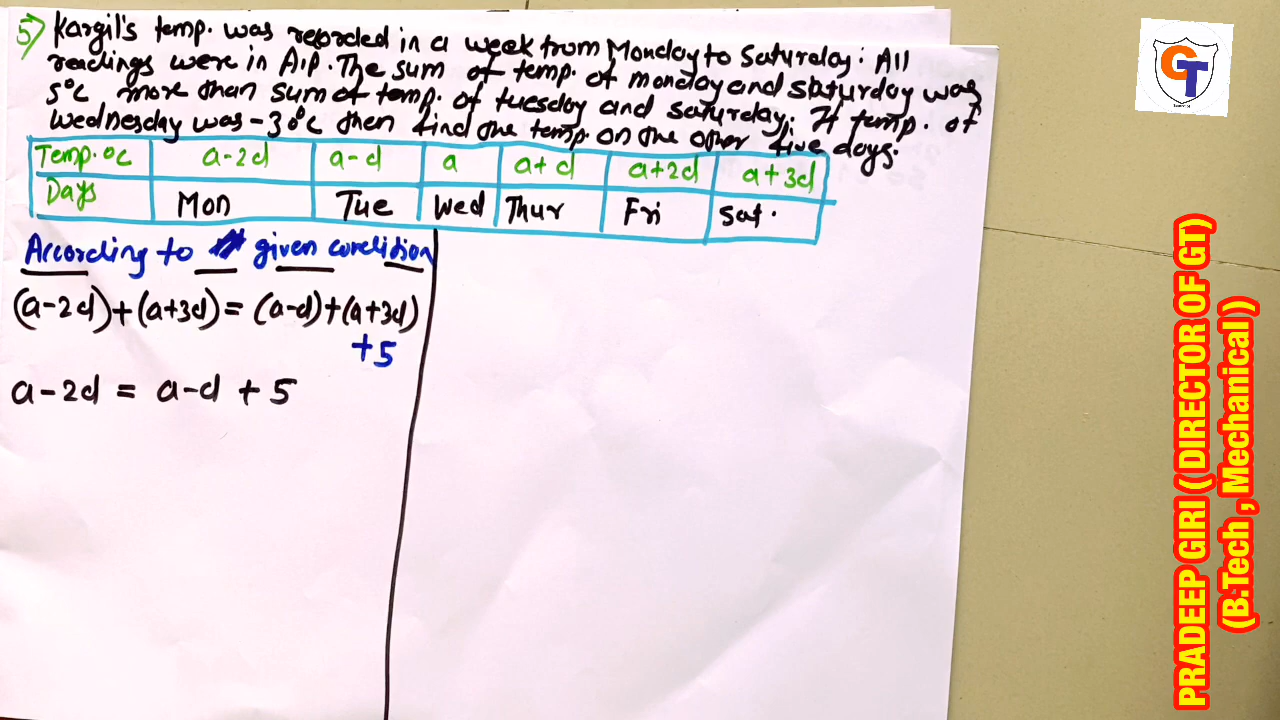 5) Kargil's temp. was recorded in a week from Monday to Saturday. All
readings were in A.P. The sum of temp. of monday and saturday was
5°C more than sum of temp. of tuesday and saturday. If temp. of
Wednesday was -30°C then find the temp. on the other five days.
Temp. °C a-2d a-d a a+d a+2d a+3d
Days Mon Tue Wed Thur Fri Sat.
According to given condition
(a-2d)+(a+3d)= (a-d)+(a+3d)
+5
a-2d = a-d + 5
GT
PRADEEP GIRI ( DIRECTOR OF GT)
(B.Tech , Mechanical )